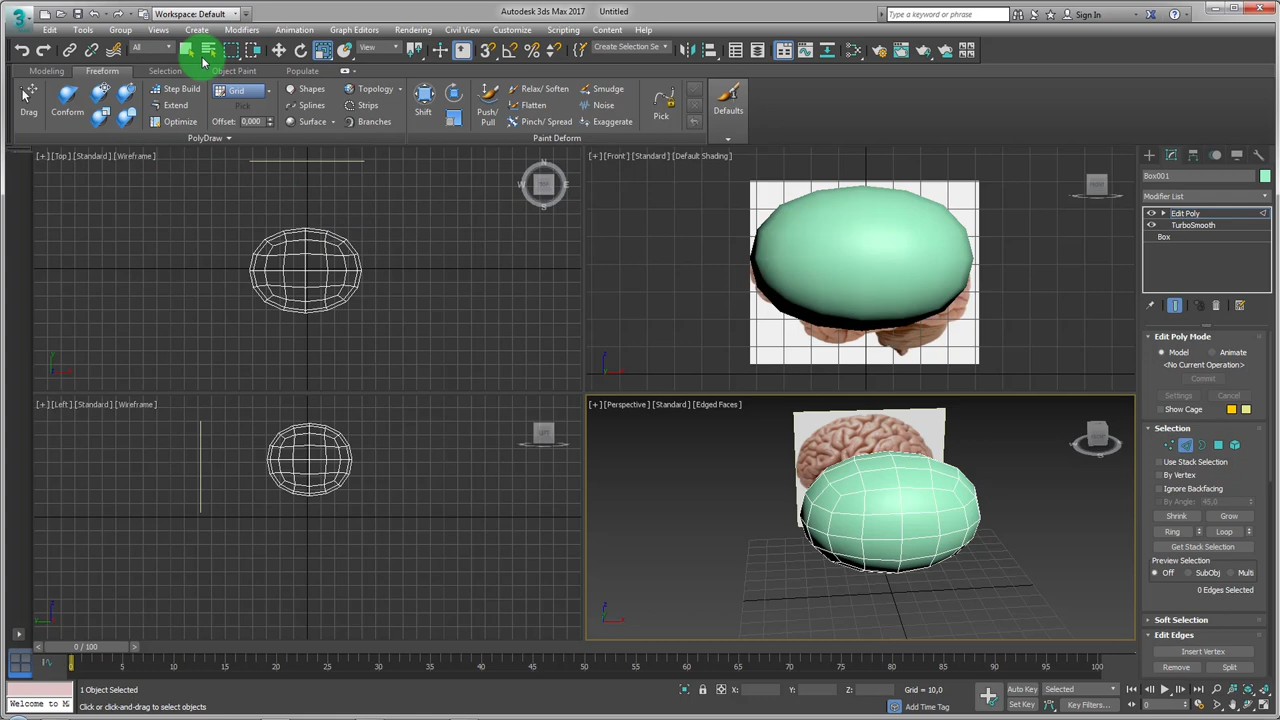 Workspace: Default
Autodesk 3ds Max 2017    Untitled
Type a keyword or phrase
Sign In
Edit Tools Group Views Create Modifiers Animation Graph Editors Rendering Civil View Customize Scripting Content Help
All
View
Create Selection Se
Modeling Freeform Selection Object Paint Populate
Drag
Conform
Step Build
Extend
Optimize
Grid
Pick
Offset: 0,000
Shapes
Splines
Surface
Topology
Strips
Branches
Shift
Push/
Pull
Relax/ Soften
Flatten
Pinch/ Spread
Smudge
Noise
Exaggerate
Pick
Defaults
PolyDraw
Paint Deform
[+] [Top] [Standard] [Wireframe]
[+] [Front] [Standard] [Default Shading]
[+] [Left] [Standard] [Wireframe]
[+] [Perspective] [Standard] [Edged Faces]
N
W
E
S
Box001
Modifier List
Edit Poly
TurboSmooth
Box
Edit Poly Mode
Model Animate
<No Current Operation>
Commit
Settings Cancel
Show Cage
Selection
Use Stack Selection
By Vertex
Ignore Backfacing
By Angle: 45,0
Shrink Grow
Ring Loop
Get Stack Selection
Preview Selection
Off SubObj Multi
0 Edges Selected
Soft Selection
Edit Edges
Insert Vertex
Remove Split
0 / 100
0 5 10 15 20 25 30 35 40 45 50 55 60 65 70 75 80 85 90 95 100
1 Object Selected
X: Y: Z: Grid = 10,0
Auto Key Selected
Welcome to M
Click or click-and-drag to select objects
Add Time Tag
Set Key Key Filters...
0